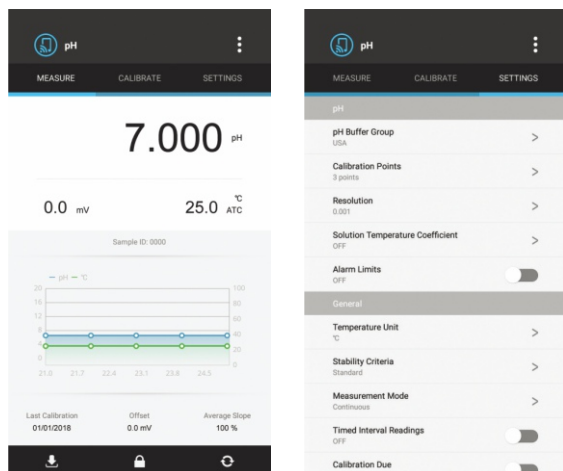 pH
MEASURE CALIBRATE SETTINGS
7.000 pH
0.0 mV
25.0 °C ATC
Sample ID: 0000
pH °C
20 100
16 80
12 60
8 40
4 20
0 0
21.0 21.7 22.4 23.1 23.8 24.5
Last Calibration Offset Average Slope
01/01/2018 0.0 mV 100 %
pH
MEASURE CALIBRATE SETTINGS
pH
pH Buffer Group
USA
Calibration Points
3 points
Resolution
0.001
Solution Temperature Coefficient
OFF
Alarm Limits
OFF
General
Temperature Unit
°C
Stability Criteria
Standard
Measurement Mode
Continuous
Timed Interval Readings
OFF
Calibration Due